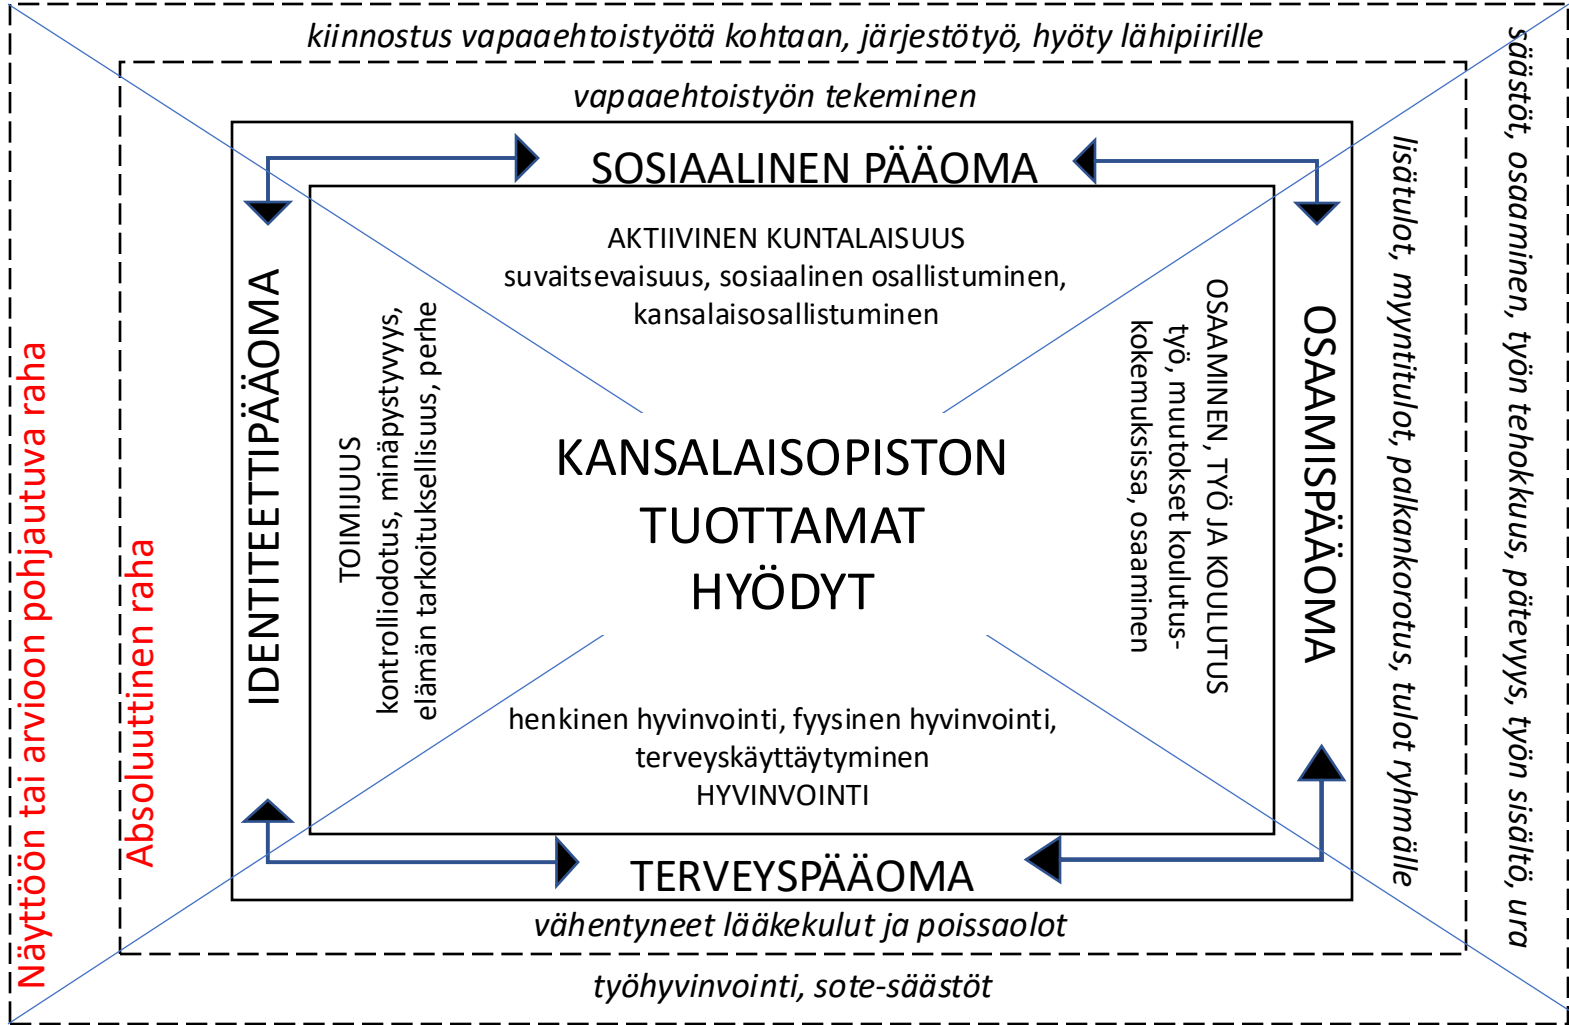 kiinnostus vapaaehtoistyötä kohtaan, järjestötyö, hyöty lähipiirille
vapaaehtoistyön tekeminen
SOSIAALINEN PÄÄOMA
AKTIIVINEN KUNTALAISUUS
suvaitsevaisuus, sosiaalinen osallistuminen,
kansalaisosallistuminen
Näyttöön tai arvioon pohjautuva raha
Absoluuttinen raha
IDENTITEETTIPÄÄOMA
TOIMIJUUS
kontrolliodotus, minäpystyvyys,
elämän tarkoituksellisuus, perhe
KANSALAISOPISTON
TUOTTAMAT
HYÖDYT
OSAAMINEN, TYÖ JA KOULUTUS
työ, muutokset koulutus-
kokemuksissa, osaaminen
OSAAMISPÄÄOMA
lisätulot, myyntitulot, palkankorotus, tulot ryhmälle
säästöt, osaaminen, työn tehokkuus, pätevyys, työn sisältö, ura
henkinen hyvinvointi, fyysinen hyvinvointi,
terveyskäyttäytyminen
HYVINVOINTI
TERVEYSPÄÄOMA
vähentyneet lääkekulut ja poissaolot
työhyvinvointi, sote-säästöt